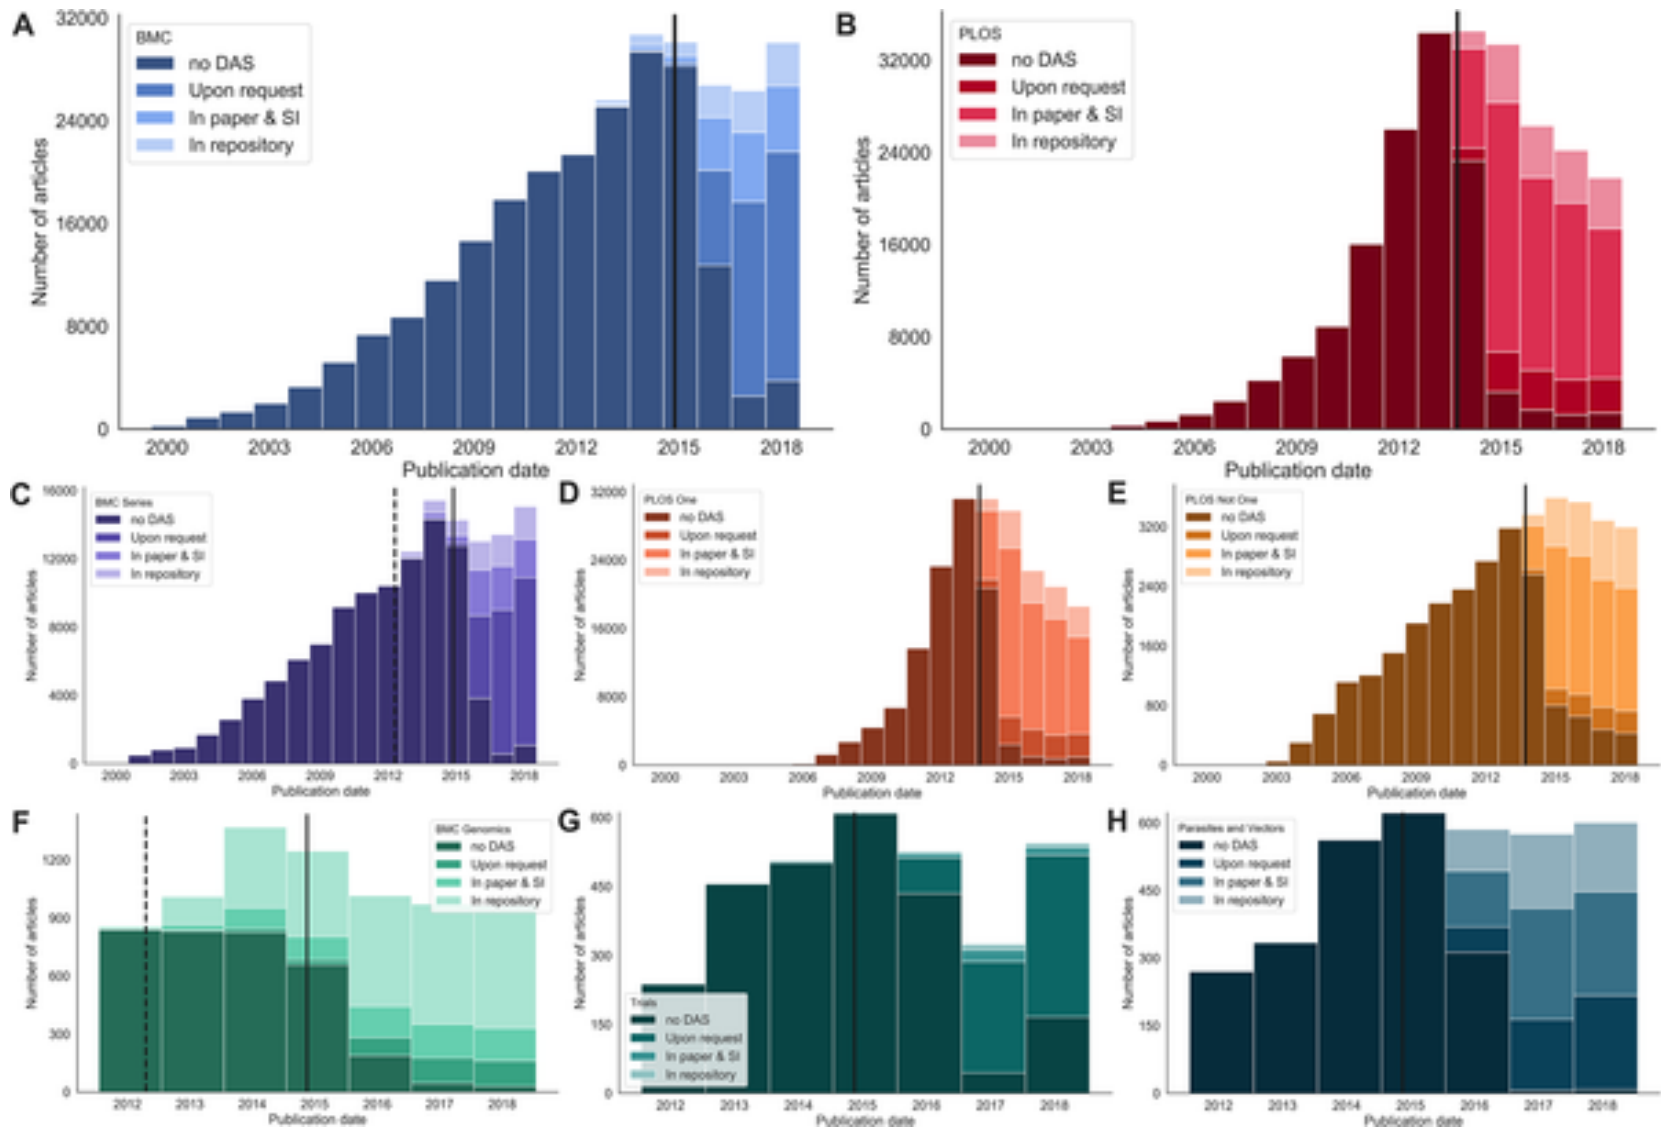 A
32000
24000
16000
8000
0
Number of articles
BMC
no DAS
Upon request
In paper & SI
In repository
2000 2003 2006 2009 2012 2015 2018
Publication date
B
32000
24000
16000
8000
0
Number of articles
PLOS
no DAS
Upon request
In paper & SI
In repository
2000 2003 2006 2009 2012 2015 2018
Publication date
C
16000
12000
8000
4000
0
Number of articles
BMC Series
no DAS
Upon request
In paper & SI
In repository
2000 2003 2006 2009 2012 2015 2018
Publication date
D
32000
24000
16000
8000
0
Number of articles
PLOS One
no DAS
Upon request
In paper & SI
In repository
2000 2003 2006 2009 2012 2015 2018
Publication date
E
3200
2400
1600
800
0
Number of articles
PLOS Not One
no DAS
Upon request
In paper & SI
In repository
2000 2003 2006 2009 2012 2015 2018
Publication date
F
1200
900
600
300
0
Number of articles
BMC Genomics
no DAS
Upon request
In paper & SI
In repository
2012 2013 2014 2015 2016 2017 2018
Publication date
G
600
450
300
150
0
Number of articles
Trials
no DAS
Upon request
In paper & SI
In repository
2012 2013 2014 2015 2016 2017 2018
Publication date
H
600
450
300
150
0
Number of articles
Parasites and Vectors
no DAS
Upon request
In paper & SI
In repository
2012 2013 2014 2015 2016 2017 2018
Publication date